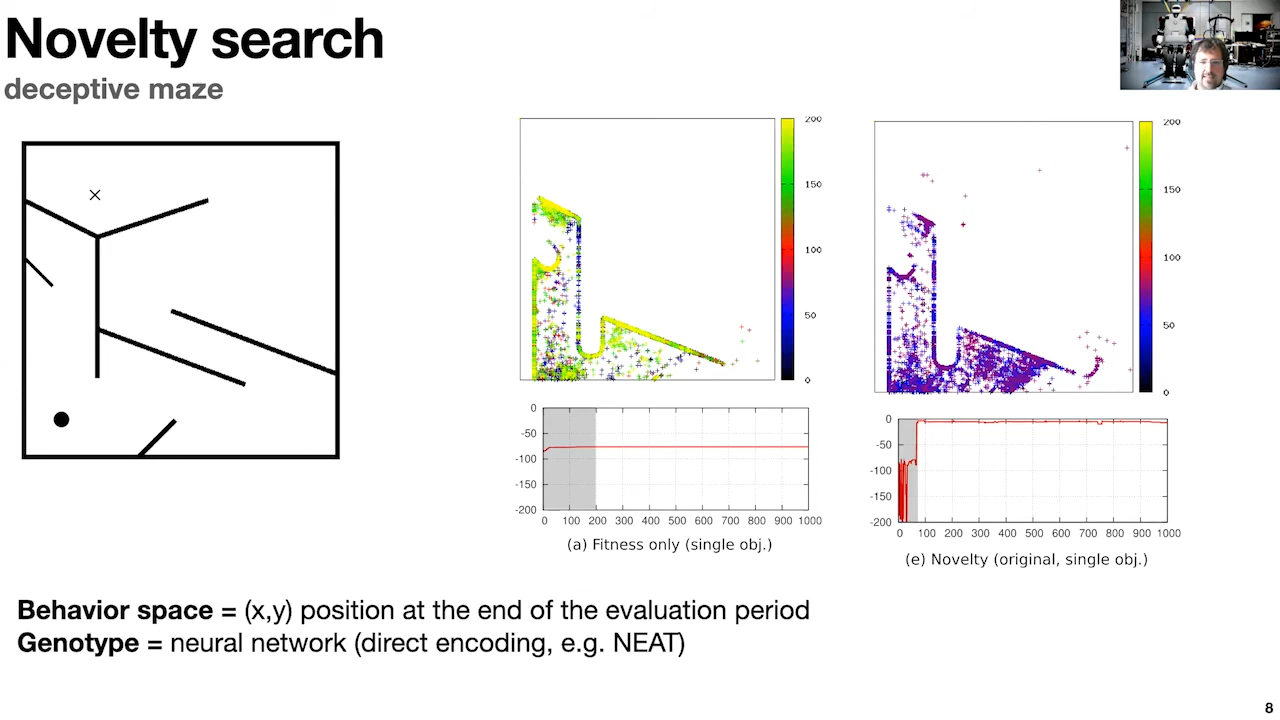 Novelty search
deceptive maze
200
150
100
50
0
0
-50
-100
-150
-200
0 100 200 300 400 500 600 700 800 900 1000
(a) Fitness only (single obj.)
200
150
100
50
0
0
-50
-100
-150
-200
0 100 200 300 400 500 600 700 800 900 1000
(e) Novelty (original, single obj.)
Behavior space = (x,y) position at the end of the evaluation period
Genotype = neural network (direct encoding, e.g. NEAT)
8